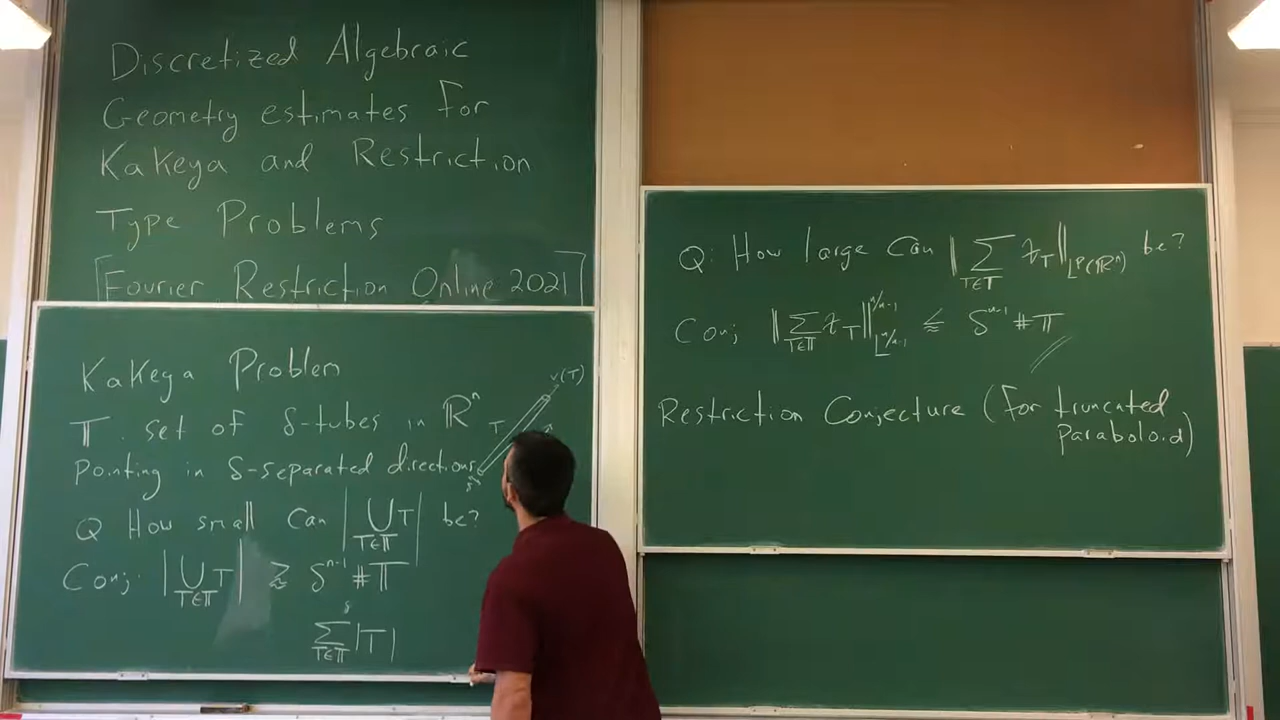 Discretized Algebraic
Geometry estimates for
Kakeya and Restriction
Type Problems
[Fourier Restriction Online 2021]
Kakeya Problem
𝕋 set of δ-tubes in ℝⁿ
pointing in δ-separated directions
v(T)
T
δ
Q How small can |⋃_{T∈𝕋} T| be?
Conj: |⋃_{T∈𝕋} T| ⪆ δ^{n-1} #𝕋
∑_{T∈𝕋} |T|
Q: How large can ‖∑_{T∈𝕋} χ_T‖_{L^p(ℝⁿ)} be?
Conj ‖∑_{T∈𝕋} χ_T‖_{L^{n/n-1}}^{n/n-1} ⪅ δ^{n-1} #𝕋
Restriction Conjecture (for truncated
paraboloid)